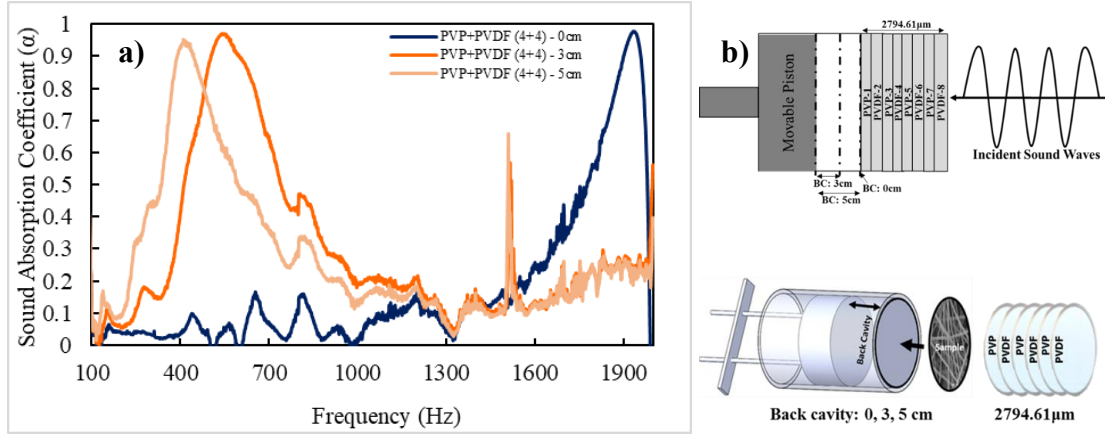 a)
PVP+PVDF (4+4) - 0cm
PVP+PVDF (4+4) - 3cm
PVP+PVDF (4+4) - 5cm
Sound Absorption Coefficient (α)
1
0.9
0.8
0.7
0.6
0.5
0.4
0.3
0.2
0.1
0
100 400 700 1000 1300 1600 1900
Frequency (Hz)
b)
2794.61μm
Movable Piston
PVP-1
PVDF-2
PVP-3
PVDF-4
PVP-5
PVDF-6
PVP-7
PVDF-8
Incident Sound Waves
BC: 3cm
BC: 0cm
BC: 5cm
Back Cavity
Sample
PVP
PVDF
PVP
PVDF
PVP
PVDF
Back cavity: 0, 3, 5 cm
2794.61μm